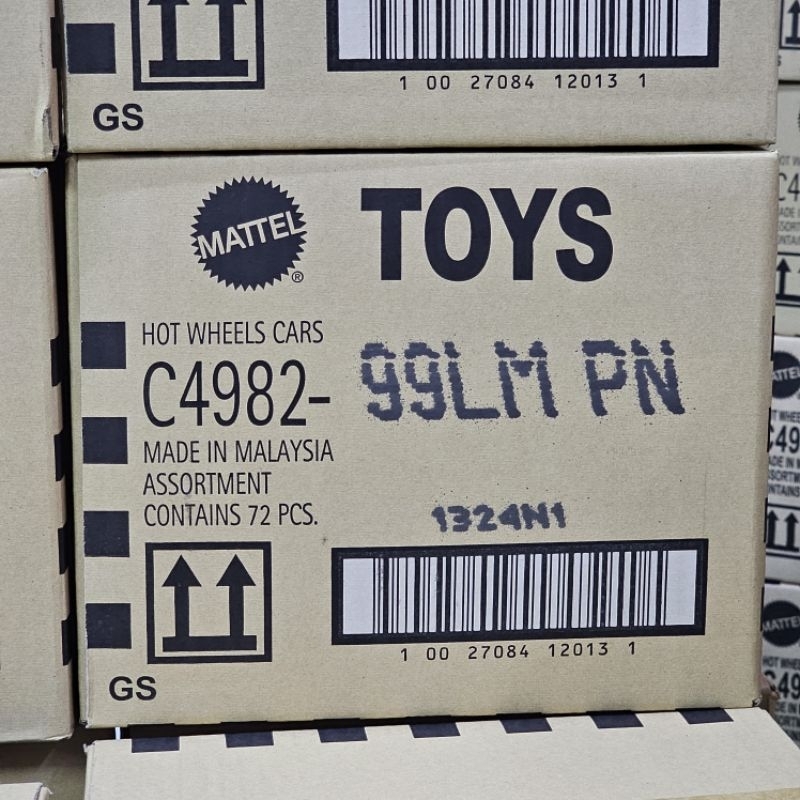 1 00 27084 12013 1
GS
MATTEL®
TOYS
HOT WHEELS CARS
C4982-
99LM PN
MADE IN MALAYSIA
ASSORTMENT
CONTAINS 72 PCS.
1324N1
1 00 27084 12013 1
GS
MATTEL